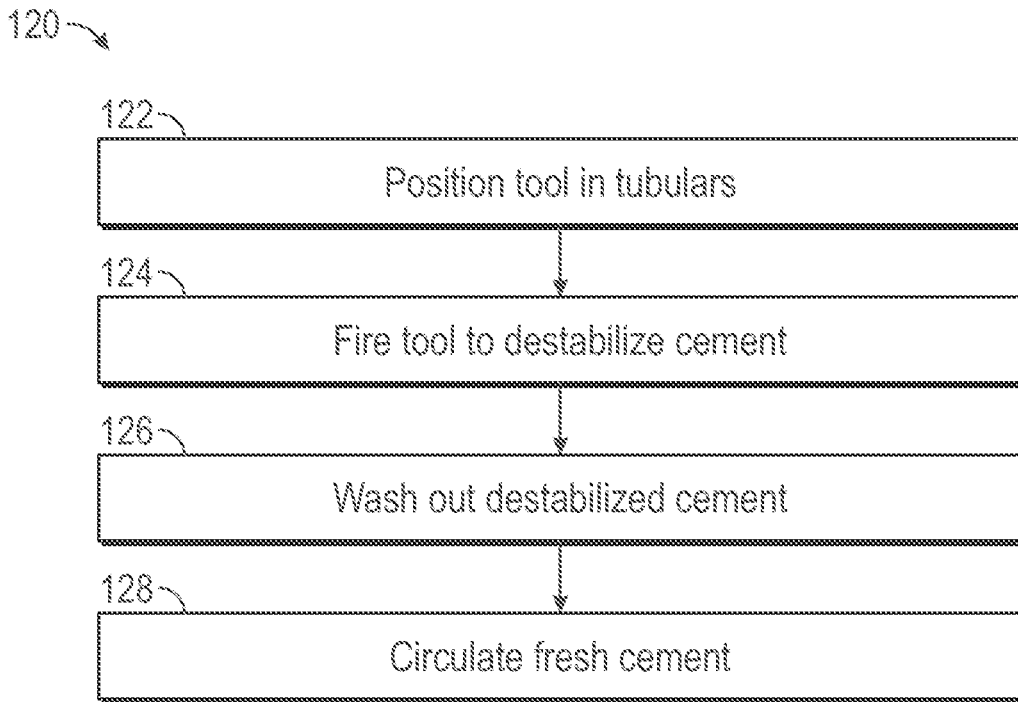 120
122
Position tool in tubulars
124
Fire tool to destabilize cement
126
Wash out destabilized cement
128
Circulate fresh cement